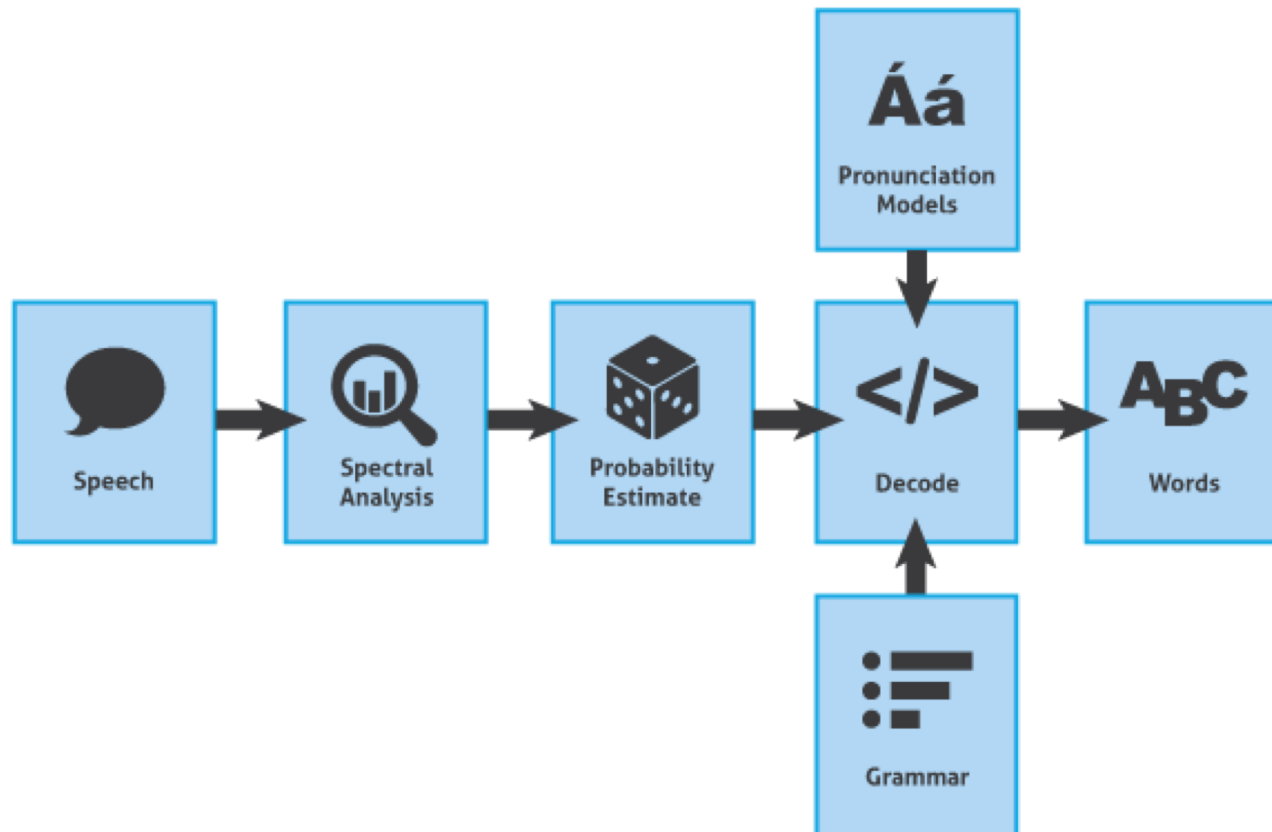 Áá
Pronunciation
Models
Speech
Spectral
Analysis
Probability
Estimate
</>
Decode
ABC
Words
Grammar